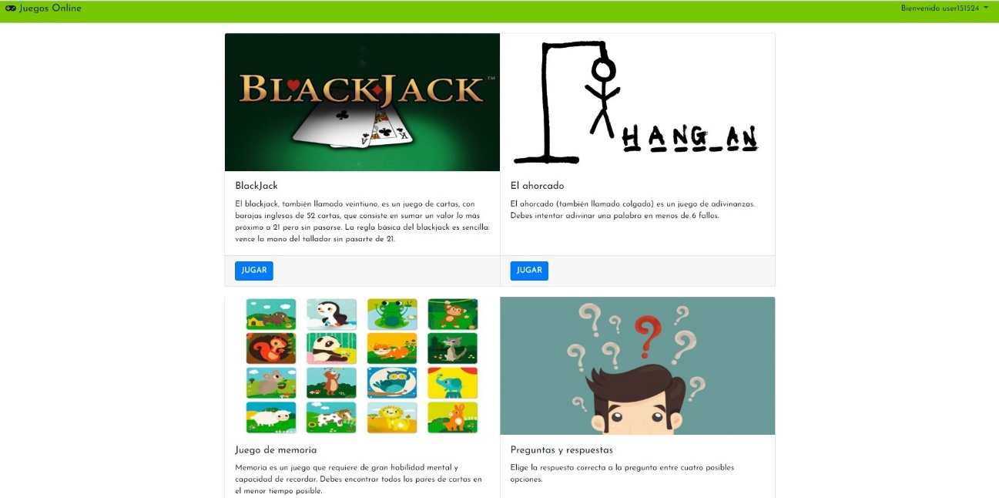 Juegos Online
Bienvenido user151524
BLACKJACK™
A
K
HANG_AN
BlackJack
El blackjack, también llamado veintiuno, es un juego de cartas, con
barajas inglesas de 52 cartas, que consiste en sumar un valor lo más
próximo a 21 pero sin pasarse. La regla básica del blackjack es sencilla:
vence la mano del tallador sin pasarte de 21.
JUGAR
El ahorcado
El ahorcado (también llamado colgado) es un juego de adivinanzas.
Debes intentar adivinar una palabra en menos de 6 fallos.
JUGAR
? ? ? ? ? ? ? ? ?
Juego de memoria
Memoria es un juego que requiere de gran habilidad mental y
capacidad de recordar. Debes encontrar todos los pares de cartas en
el menor tiempo posible.
Preguntas y respuestas
Elige la respuesta correcta a la pregunta entre cuatro posibles
opciones.